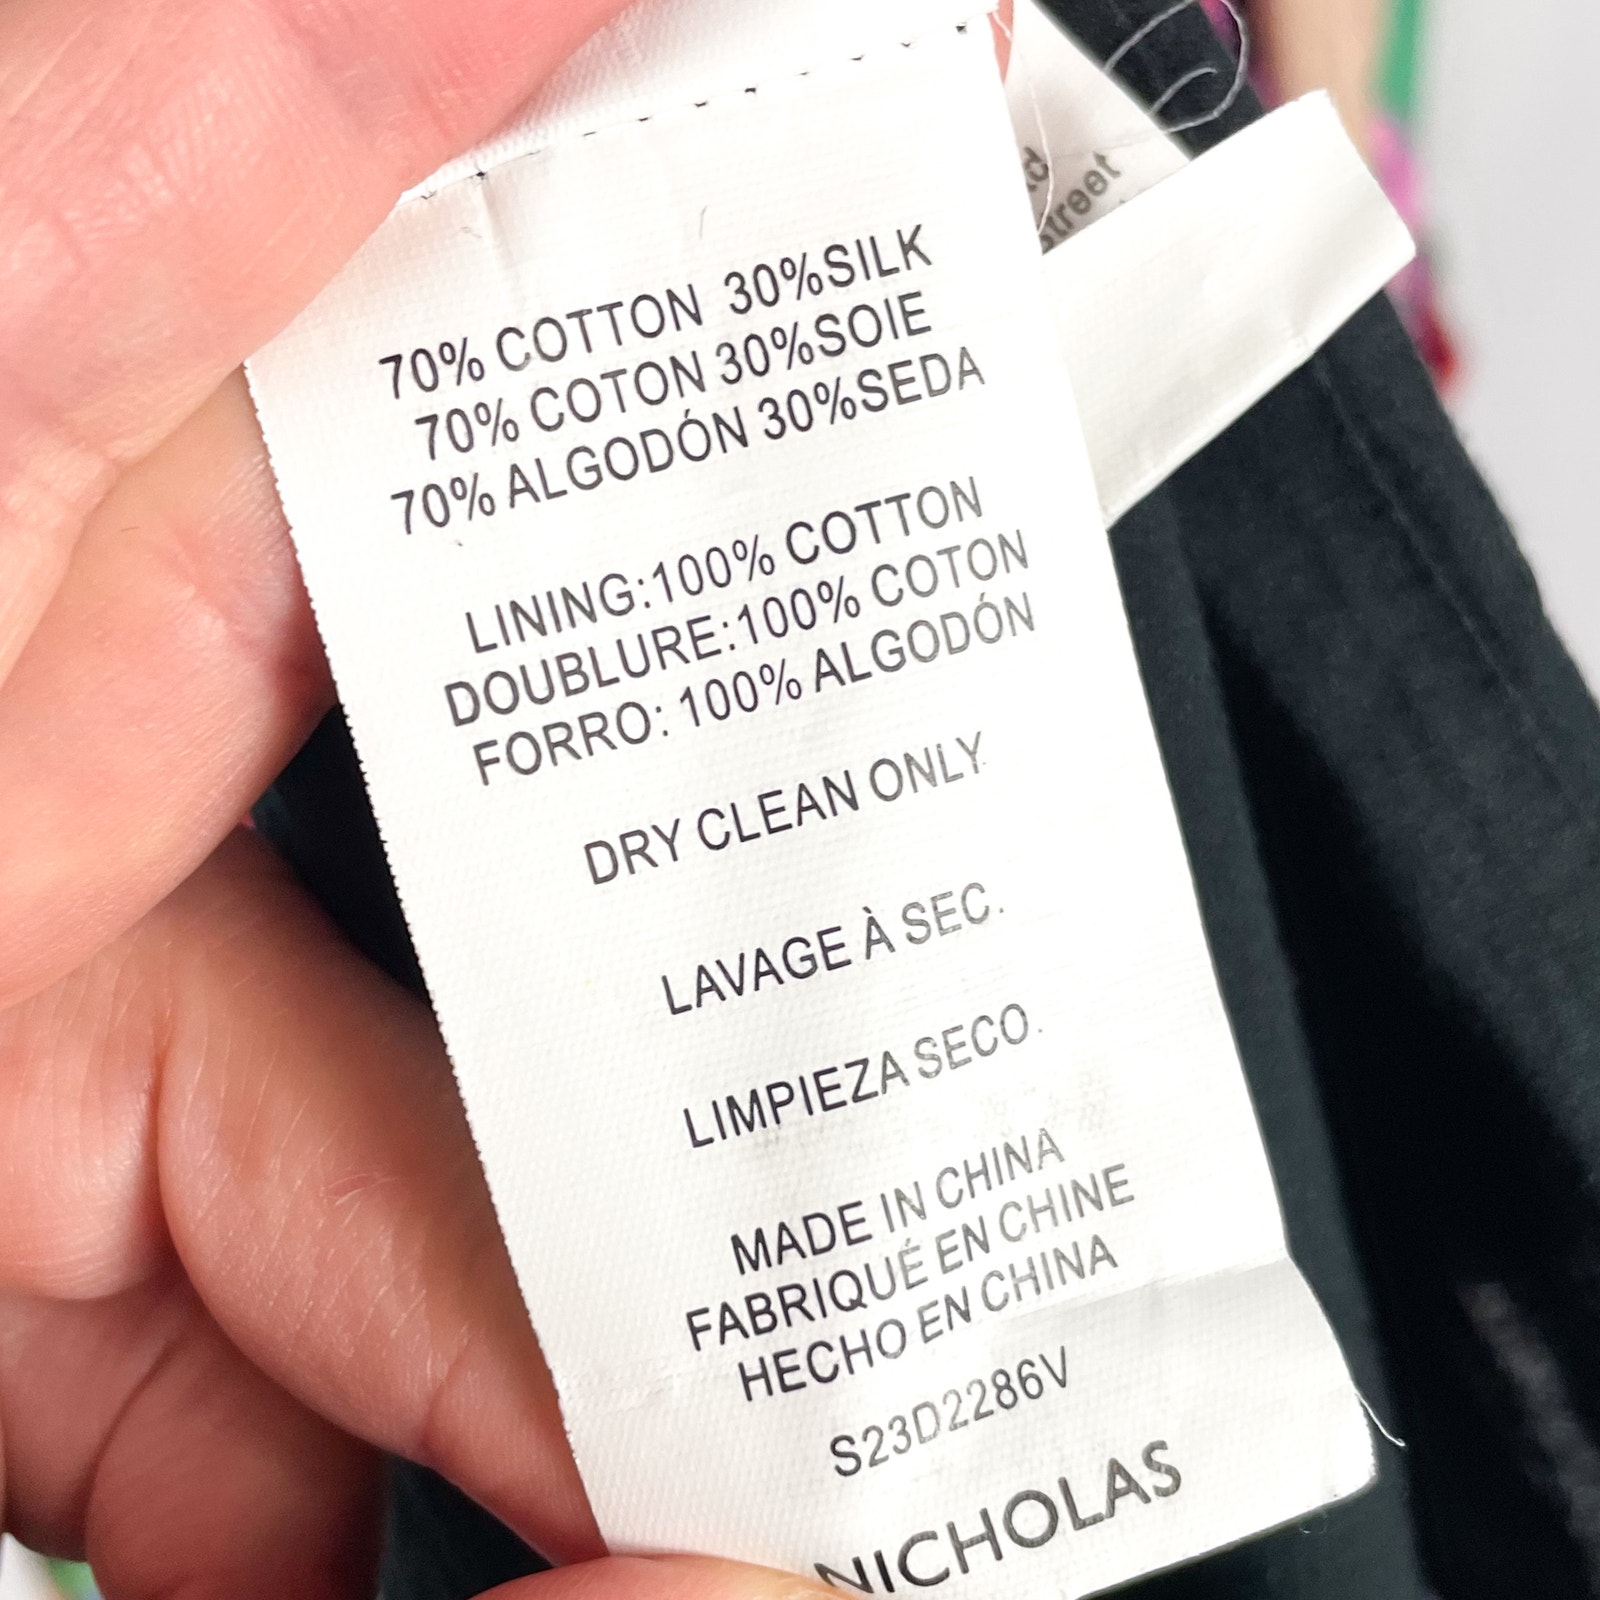 70% COTTON 30%SILK
70% COTON 30%SOIE
70% ALGODÓN 30%SEDA
LINING:100% COTTON
DOUBLURE:100% COTON
FORRO: 100% ALGODÓN
DRY CLEAN ONLY
LAVAGE À SEC.
LIMPIEZA SECO.
MADE IN CHINA
FABRIQUÉ EN CHINE
HECHO EN CHINA
S23D2286V
NICHOLAS
street